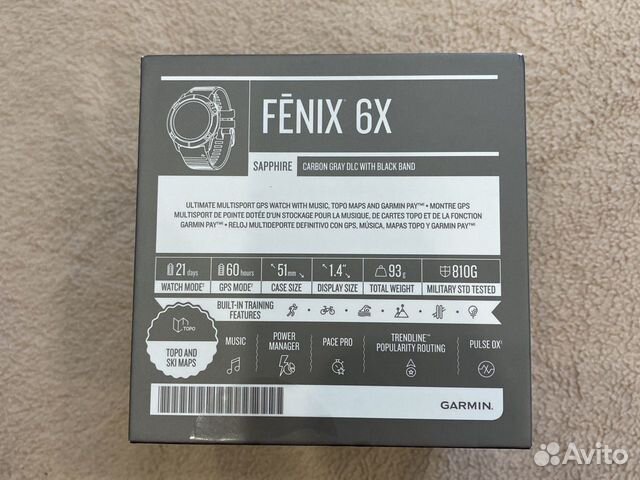 FĒNIX® 6X
SAPPHIRE CARBON GRAY DLC WITH BLACK BAND
ULTIMATE MULTISPORT GPS WATCH WITH MUSIC, TOPO MAPS AND GARMIN PAY™ • MONTRE GPS
MULTISPORT DE POINTE DOTÉE D'UN STOCKAGE POUR LA MUSIQUE, DE CARTES TOPO ET DE LA FONCTION
GARMIN PAY™ • RELOJ MULTIDEPORTE DEFINITIVO CON GPS, MÚSICA, MAPAS TOPO Y GARMIN PAY™
21 days 60 hours 51mm 1.4" 93g 810G
WATCH MODE† GPS MODE† CASE SIZE DISPLAY SIZE TOTAL WEIGHT MILITARY STD TESTED
BUILT-IN TRAINING
FEATURES
TOPO
TOPO AND
SKI MAPS
MUSIC
POWER
MANAGER
PACE PRO
TRENDLINE™
POPULARITY ROUTING
PULSE OX†
GARMIN.
Avito